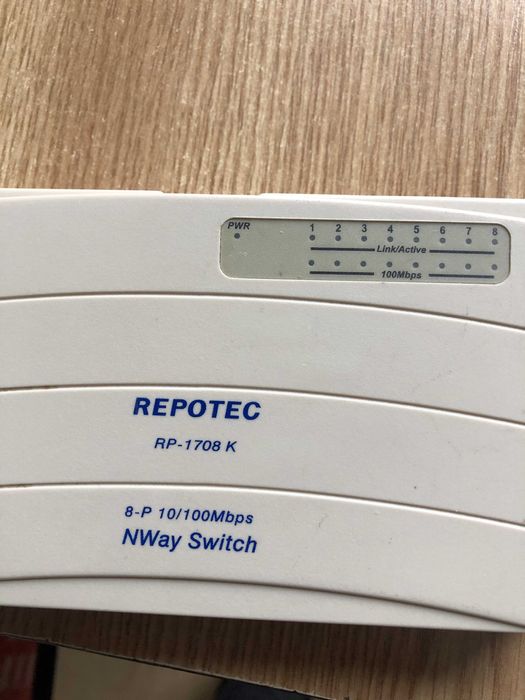 PWR 1 2 3 4 5 6 7 8
Link/Active
100Mbps
REPOTEC
RP-1708 K
8-P 10/100Mbps
NWay Switch